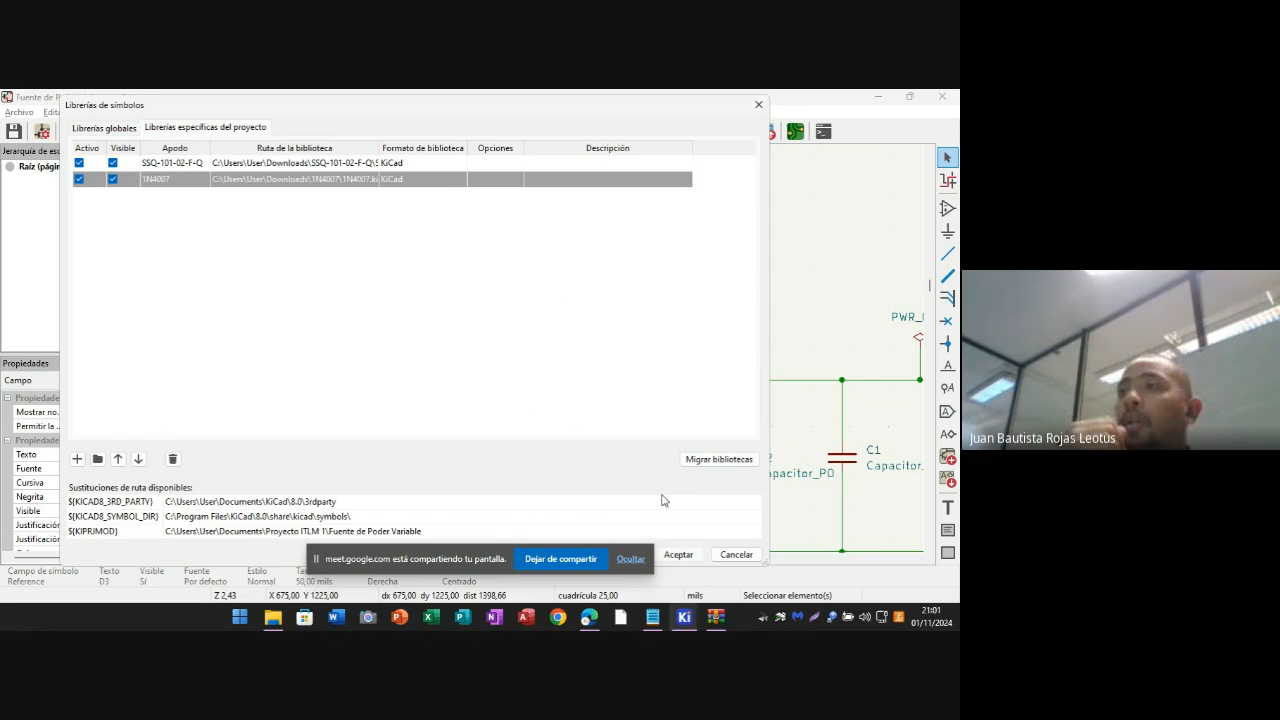 Fuente de P
Archivo Edit
Librerías de símbolos
Librerías globales Librerías específicas del proyecto
Activo Visible Apodo Ruta de la biblioteca Formato de biblioteca Opciones Descripción
SSQ-101-02-F-Q C:\Users\User\Downloads\SSQ-101-02-F-Q\S KiCad
1N4007 C:\Users\User\Downloads\1N4007\1N4007.ki KiCad
Jerarquía de es
Raíz (págin
PWR_
C1
Capacitor_
apacitor_PO
Juan Bautista Rojas Leotus
Propiedades
Campo
Propiedade
Mostrar no..
Permitir la ..
Propiedade
Texto
Fuente
Cursiva
Negrita
Visible
Justificación
Justificación
Migrar bibliotecas
Sustituciones de ruta disponibles:
${KICAD8_3RD_PARTY} C:\Users\User\Documents\KiCad\8.0\3rdparty
${KICAD8_SYMBOL_DIR} C:\Program Files\KiCad\8.0\share\kicad\symbols\
${KIPRJMOD} C:\Users\User\Documents\Proyecto ITLM 1\Fuente de Poder Variable
meet.google.com está compartiendo tu pantalla. Dejar de compartir Ocultar
Aceptar Cancelar
Campo de símbolo Texto Visible Fuente Estilo
Reference D3 Sí Por defecto Normal 50,00 mils Derecha Centrado
Z 2,43 X 675,00 Y 1225,00 dx 675,00 dy 1225,00 dist 1398,66 cuadrícula 25,00 mils Seleccionar elemento(s)
21:01
01/11/2024